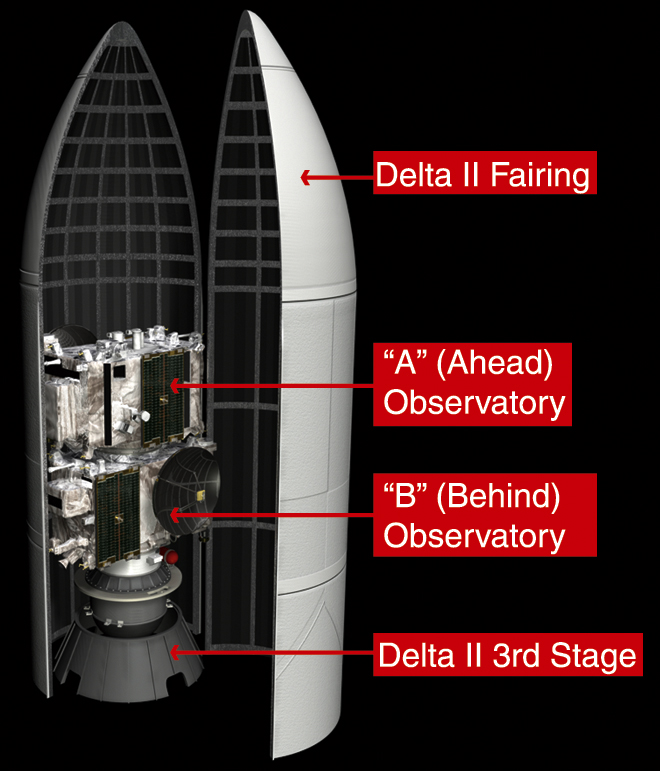 Delta II Fairing
“A” (Ahead)
Observatory
“B” (Behind)
Observatory
Delta II 3rd Stage